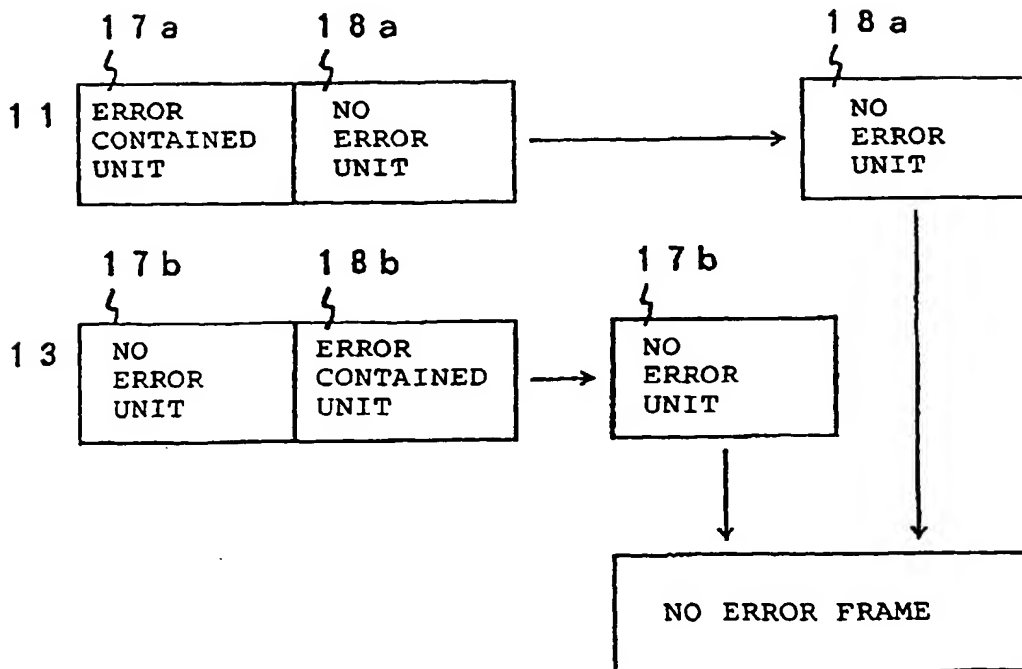 17a
18a
18a
11
ERROR
CONTAINED
UNIT
NO
ERROR
UNIT
NO
ERROR
UNIT
17b
18b
17b
13
NO
ERROR
UNIT
ERROR
CONTAINED
UNIT
NO
ERROR
UNIT
NO ERROR FRAME